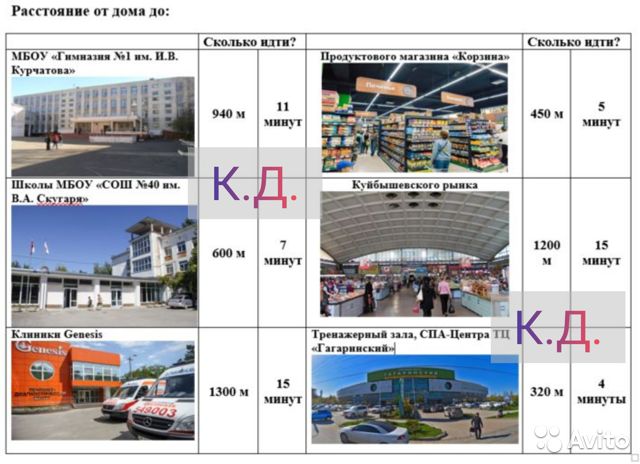 Расстояние от дома до:
Сколько идти?
Сколько идти?
МБОУ «Гимназия №1 им. И.В.
Курчатова»
940 м
11
минут
Продуктового магазина «Корзина»
450 м
5
минут
Школы МБОУ «СОШ №40 им.
В.А. Скугаря»
600 м
7
минут
Куйбышевского рынка
1200
м
15
минут
Клиники Genesis
Genesis
1300 м
15
минут
Тренажерный зал, СПА-Центра ТЦ
«Гагаринский»
ГАГАРИНСКИЙ
320 м
4
минуты
К.Д.
К.Д.
Avito